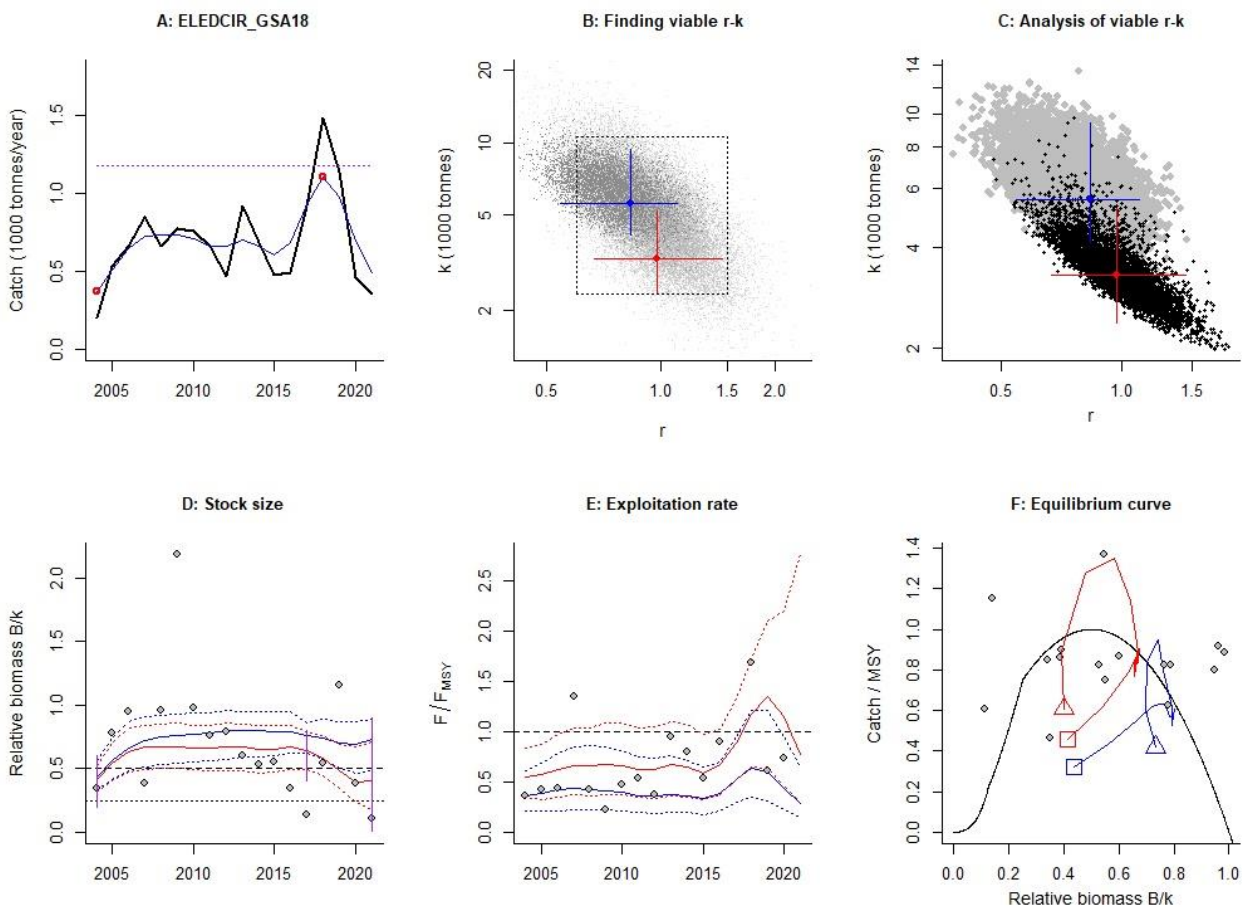 A: ELEDCIR_GSA18
B: Finding viable r-k
C: Analysis of viable r-k
Catch (1000 tonnes/year)
0.0 0.5 1.0 1.5
2005 2010 2015 2020
k (1000 tonnes)
2 5 10 20
0.5 1.0 1.5 2.0
r
k (1000 tonnes)
2 4 6 8 10 14
0.5 1.0 1.5
r
D: Stock size
E: Exploitation rate
F: Equilibrium curve
Relative biomass B/k
0.0 0.5 1.0 1.5 2.0
2005 2010 2015 2020
F / FMSY
0.0 0.5 1.0 1.5 2.0 2.5
2005 2010 2015 2020
Catch / MSY
0.0 0.2 0.4 0.6 0.8 1.0 1.2 1.4
0.0 0.2 0.4 0.6 0.8 1.0
Relative biomass B/k